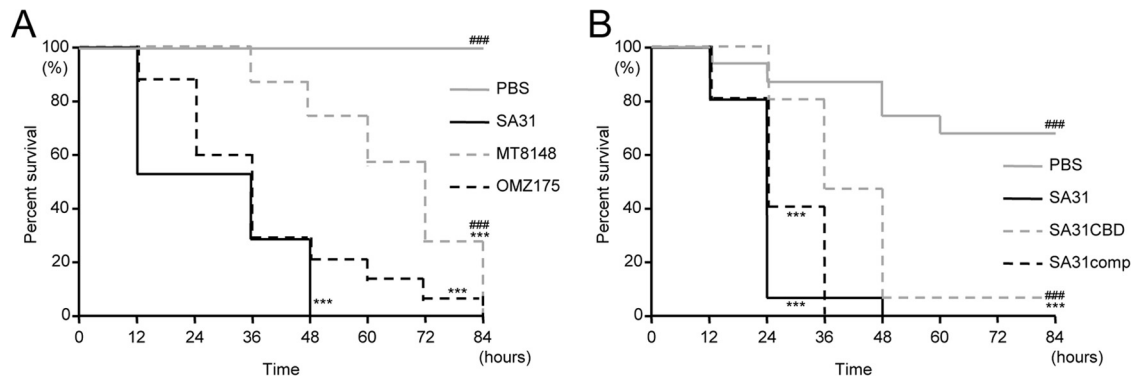 A
100
(%)
80
60
40
20
0
Percent survival
0 12 24 36 48 60 72 84
(hours)
Time
###
PBS
SA31
MT8148
OMZ175
###
***
***
***
B
100
(%)
80
60
40
20
0
Percent survival
0 12 24 36 48 60 72 84
(hours)
Time
###
PBS
SA31
SA31CBD
SA31comp
***
***
###
***